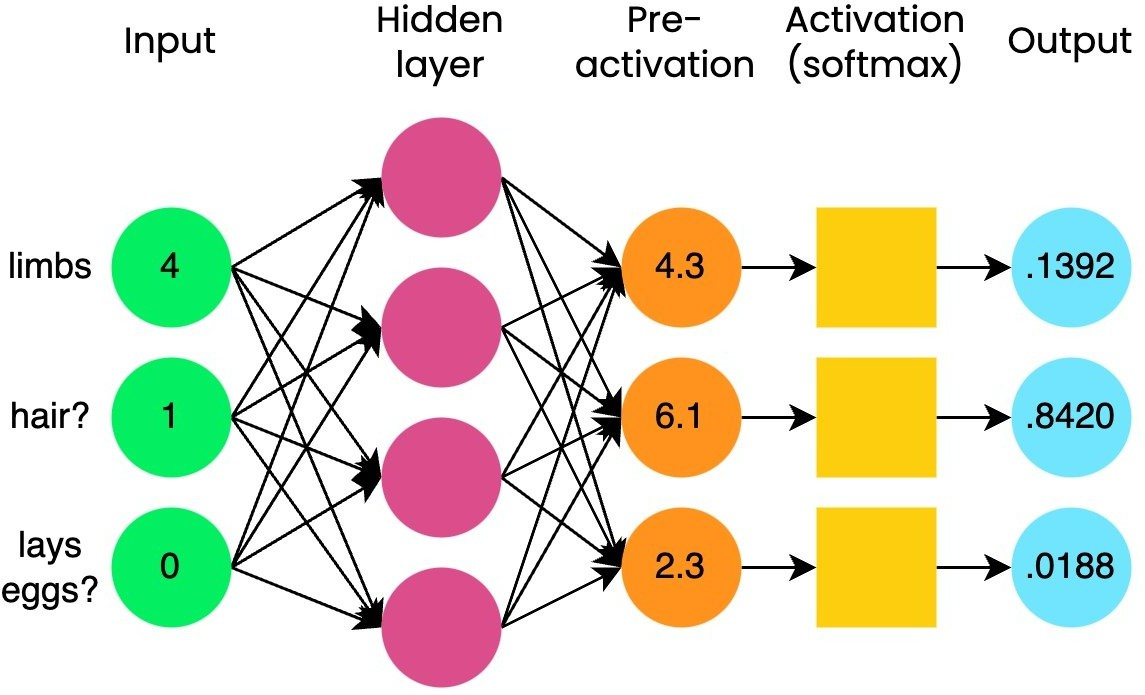 Input
Hidden
layer
Pre-
activation
Activation
(softmax)
Output
limbs
4
4.3
.1392
hair?
1
6.1
.8420
lays
eggs?
0
2.3
.0188